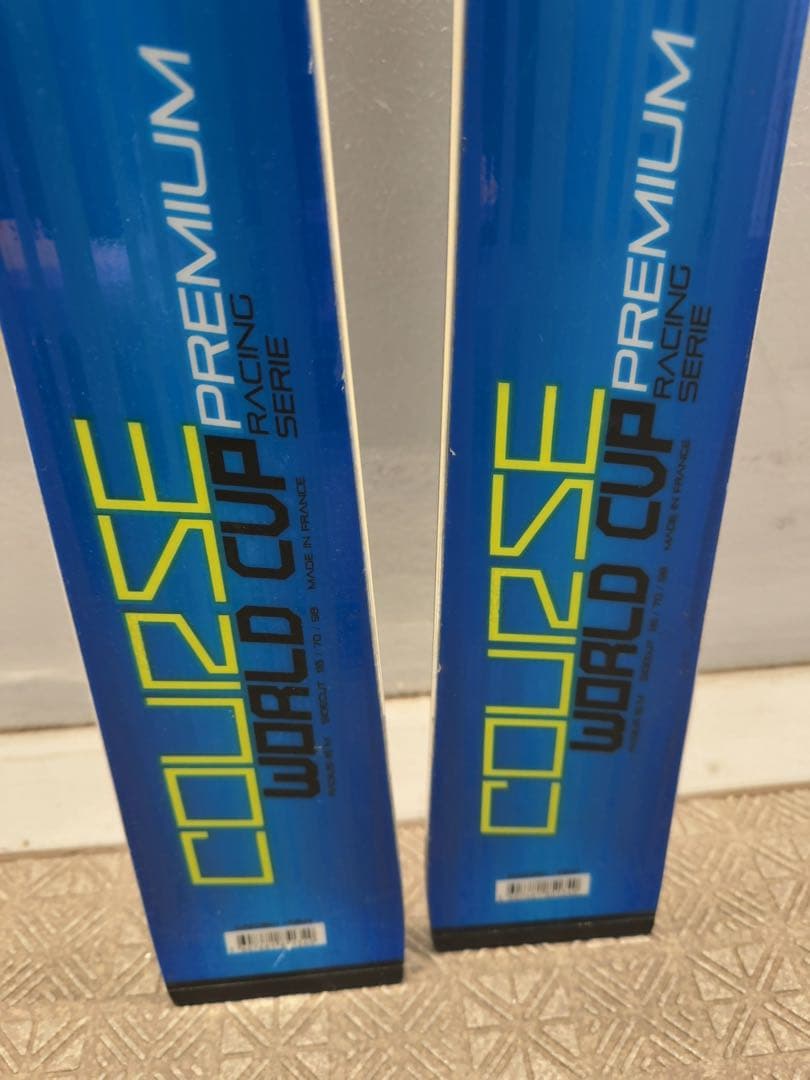 COURSE
PREMIUM
WORLD CUP
RACING
SERIE
MADE IN FRANCE
COURSE
PREMIUM
WORLD CUP
RACING
SERIE
MADE IN FRANCE